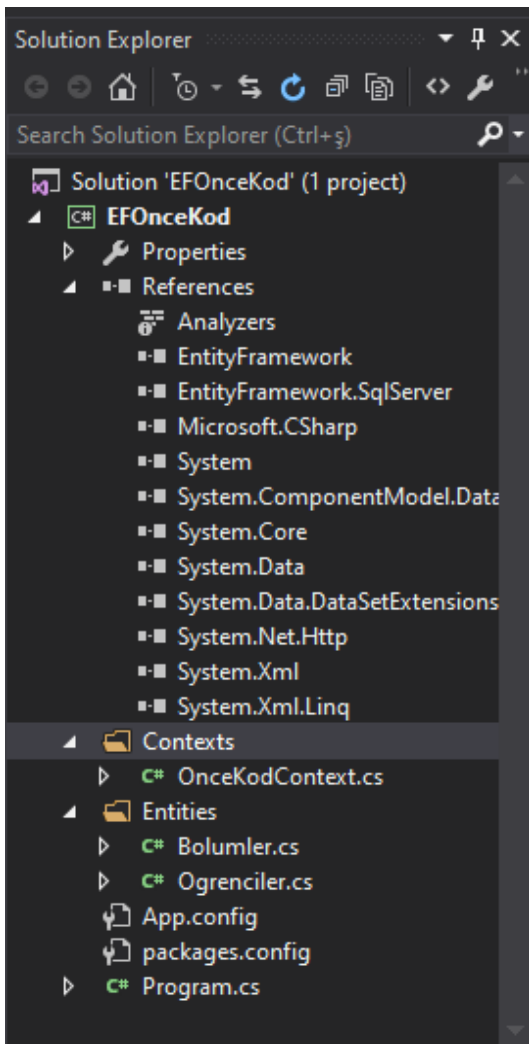 Solution Explorer
Search Solution Explorer (Ctrl+ş)
Solution 'EFOnceKod' (1 project)
C# EFOnceKod
Properties
References
Analyzers
EntityFramework
EntityFramework.SqlServer
Microsoft.CSharp
System
System.ComponentModel.Data
System.Core
System.Data
System.Data.DataSetExtensions
System.Net.Http
System.Xml
System.Xml.Linq
Contexts
C# OnceKodContext.cs
Entities
C# Bolumler.cs
C# Ogrenciler.cs
App.config
packages.config
C# Program.cs